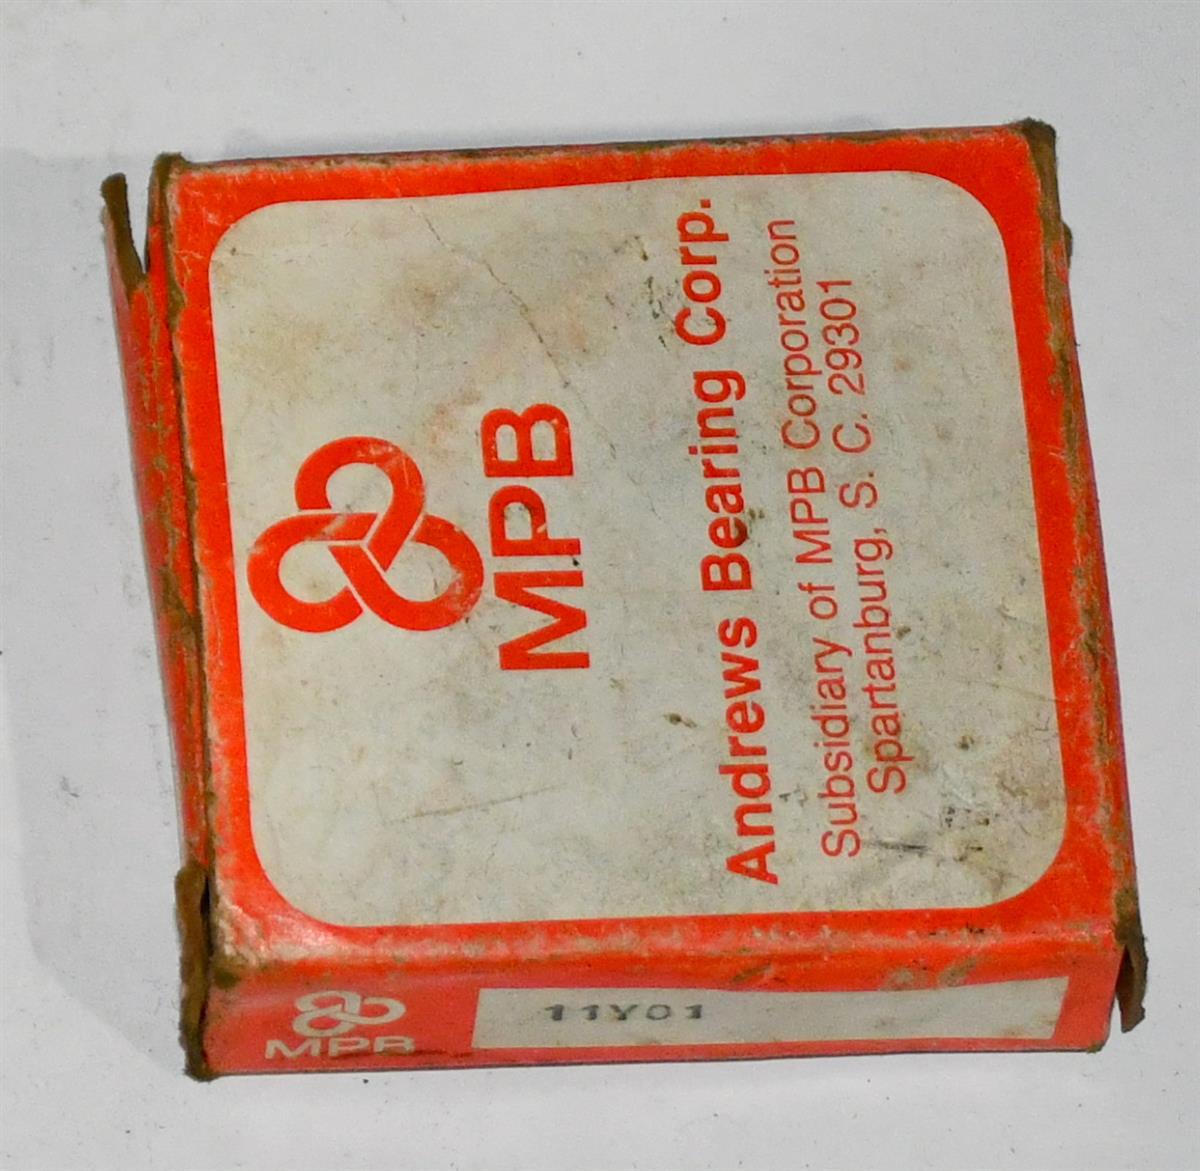 MPB
Andrews Bearing Corp.
Subsidiary of MPB Corporation
Spartanburg, S. C. 29301
MPB
11Y01